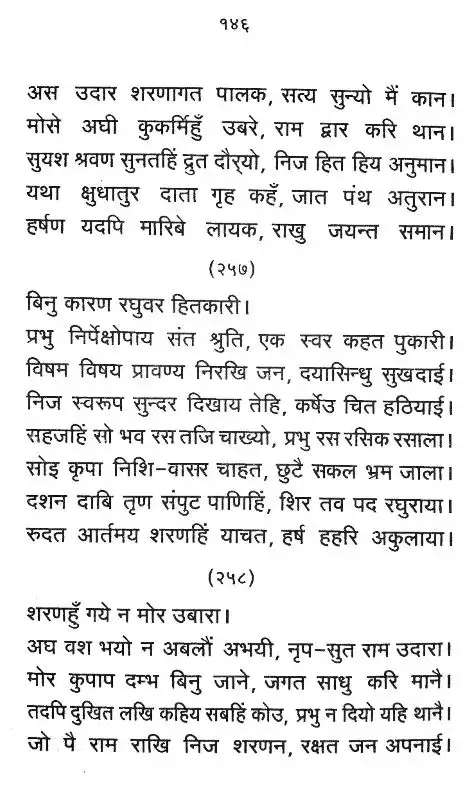 १४६
अस उदार शरणागत पालक, सत्य सुन्यो मैं कान।
मोसे अघी कुकर्मिहुँ उबरे, राम द्वार करि थान।
सुयश श्रवण सुनतहिं द्रुत दौर्‌यो, निज हित हिय अनुमान।
यथा क्षुधातुर दाता गृह कहँ, जात पंथ अतुरान।
हर्षण यदपि मारिबे लायक, राखु जयन्त समान।
(२५७)
बिनु कारण रघुवर हितकारी।
प्रभु निर्पेक्षोपाय संत श्रुति, एक स्वर कहत पुकारी।
विषम विषय प्रावण्य निरखि जन, दयासिन्धु सुखदाई।
निज स्वरूप सुन्दर दिखाय तेहि, कर्षेउ चित हठियाई।
सहजहिं सो भव रस तजि चाख्यो, प्रभु रस रसिक रसाला।
सोइ कृपा निशि-वासर चाहत, छुटै सकल भ्रम जाला।
दशन दाबि तृण संपुट पाणिहिं, शिर तव पद रघुराया।
रुदत आर्तमय शरणहिं याचत, हर्ष हहरि अकुलाया।
(२५८)
शरणहुँ गये न मोर उबारा।
अघ वश भयो न अबलौं अभयी, नृप-सुत राम उदारा।
मोर कुपाप दम्भ बिनु जाने, जगत साधु करि मानै।
तदपि दुखित लखि कहिय सबहिं कोउ, प्रभु न दियो यहि थानै।
जो पै राम राखि निज शरणन, रक्षत जन अपनाई।